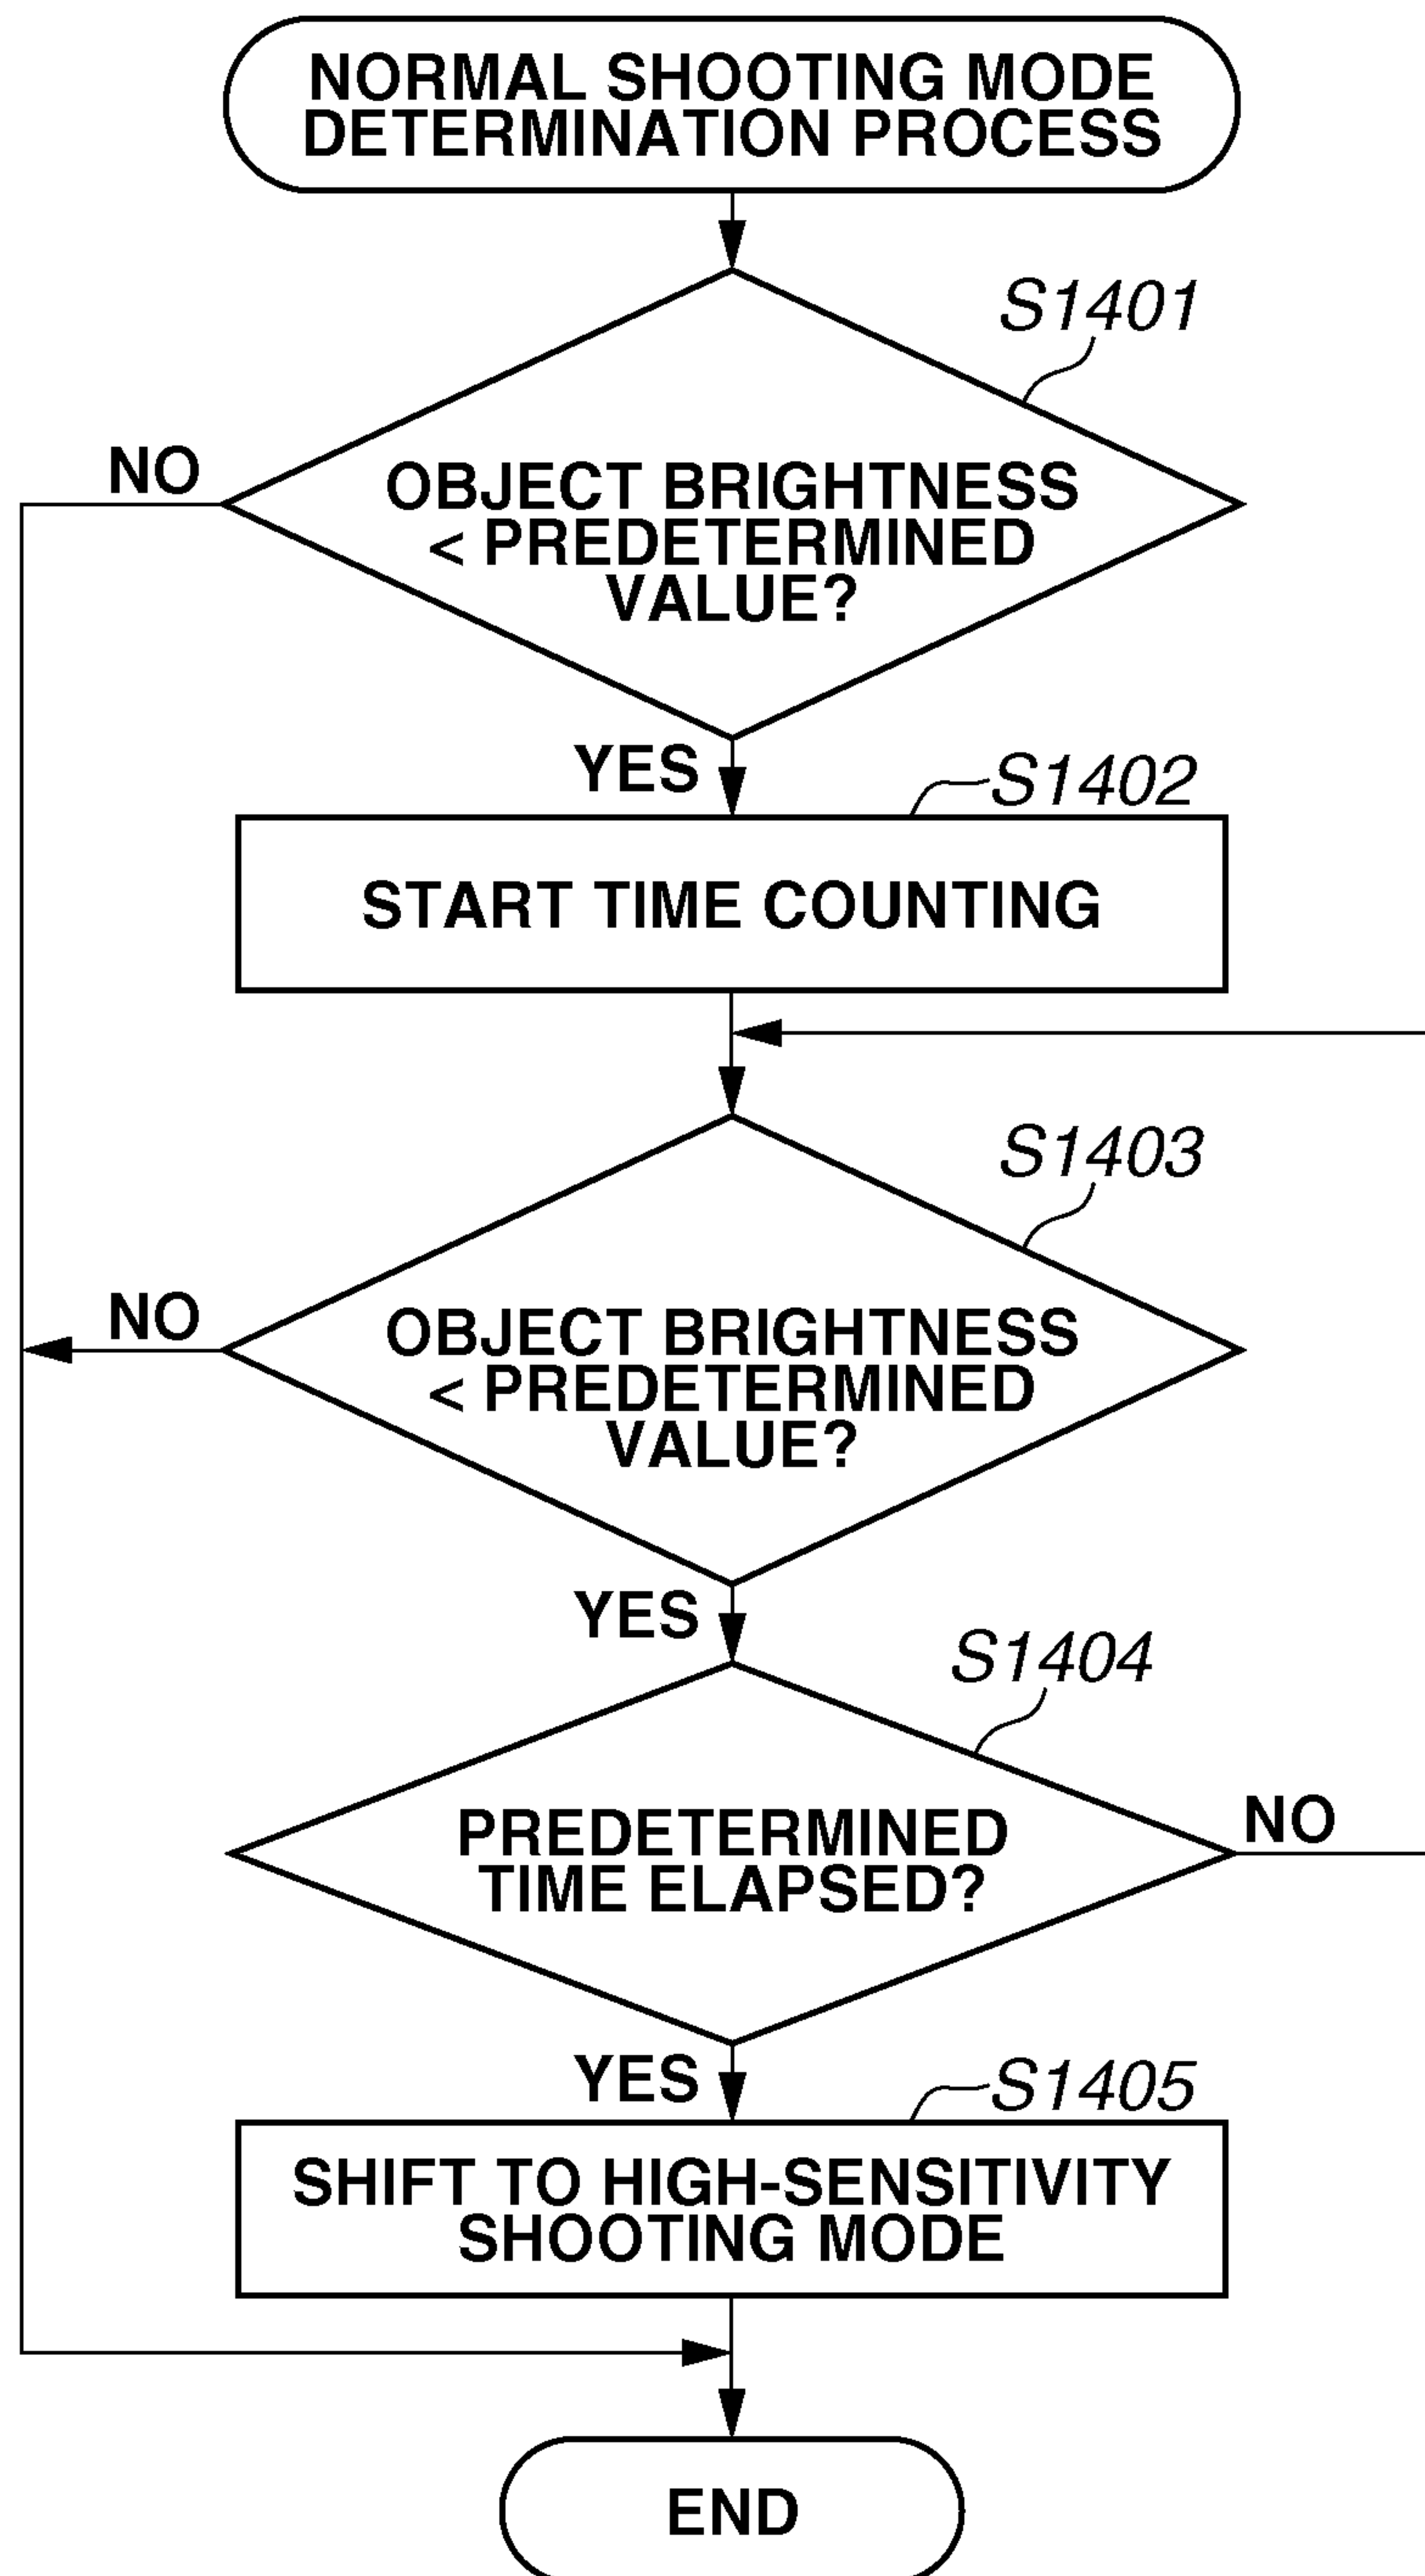 NORMAL SHOOTING MODE
DETERMINATION PROCESS
S1401
NO
OBJECT BRIGHTNESS
< PREDETERMINED
VALUE?
YES
S1402
START TIME COUNTING
S1403
NO
OBJECT BRIGHTNESS
< PREDETERMINED
VALUE?
YES
S1404
PREDETERMINED
TIME ELAPSED?
NO
YES
S1405
SHIFT TO HIGH-SENSITIVITY
SHOOTING MODE
END